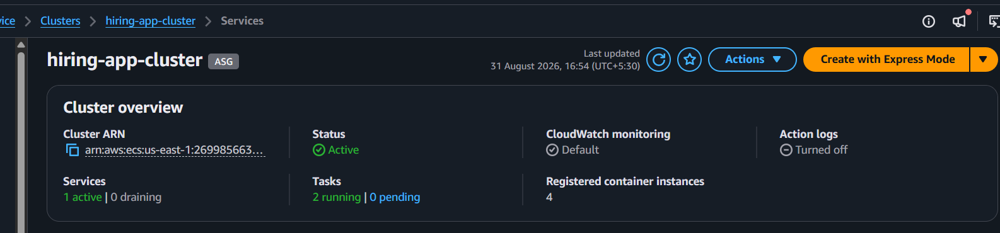 vice > Clusters > hiring-app-cluster > Services
hiring-app-cluster ASG
Last updated
31 August 2026, 16:54 (UTC+5:30)
Actions
Create with Express Mode
Cluster overview
Cluster ARN
arn:aws:ecs:us-east-1:269985663...
Status
Active
CloudWatch monitoring
Default
Action logs
Turned off
Services
1 active | 0 draining
Tasks
2 running | 0 pending
Registered container instances
4